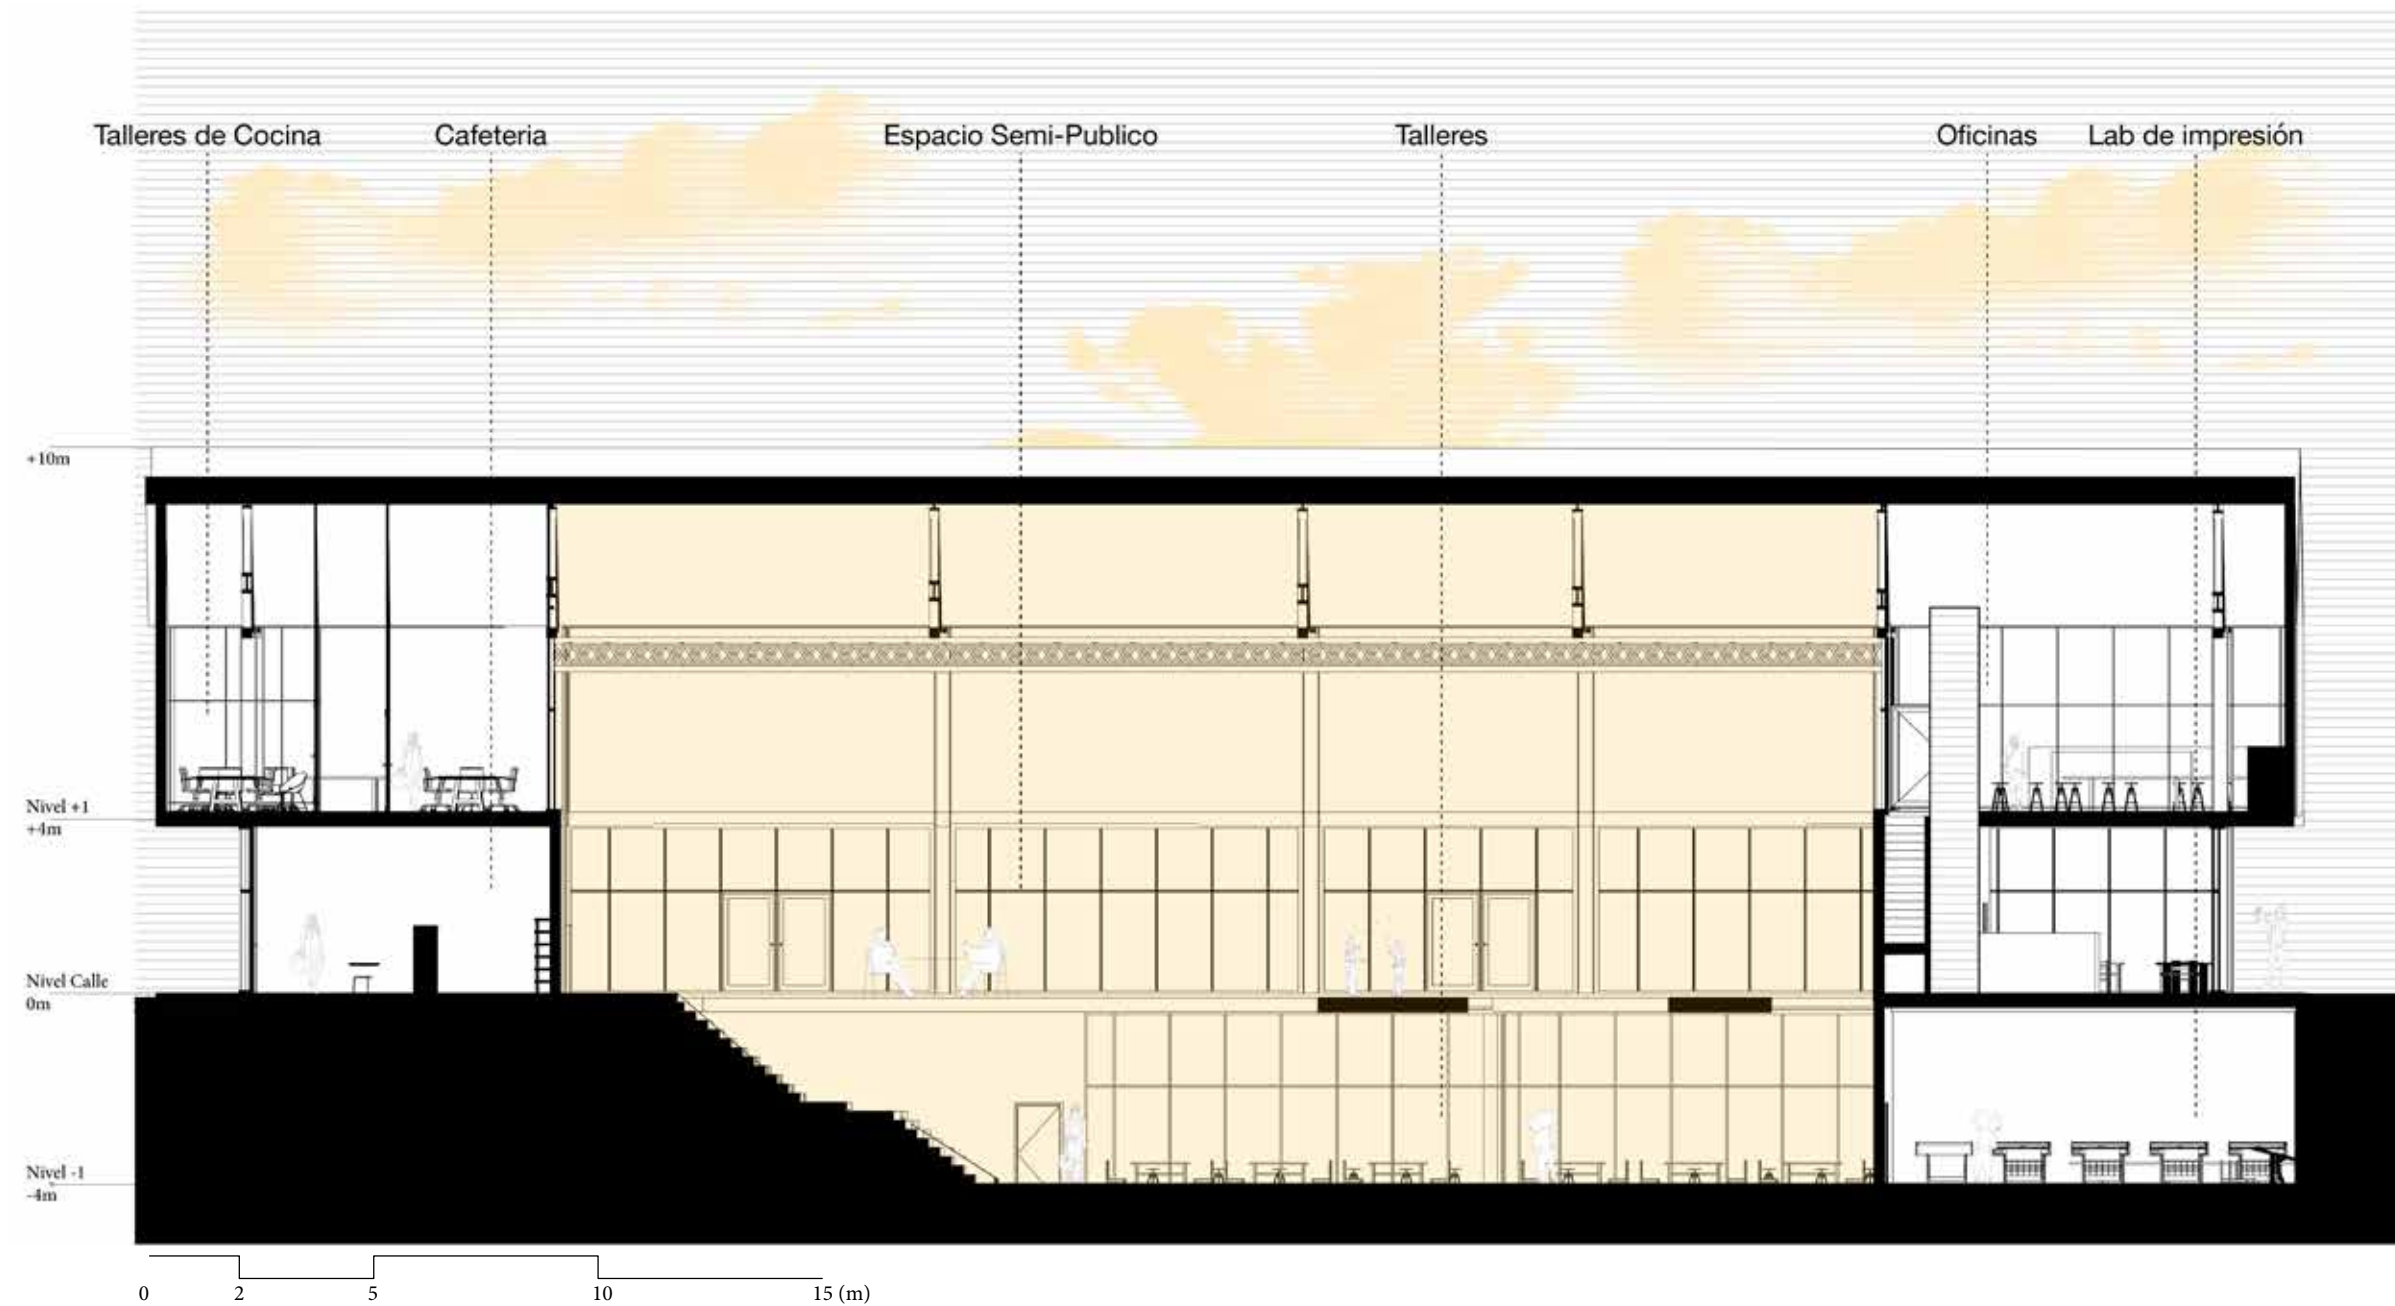 Talleres de Cocina
Cafeteria
Espacio Semi-Publico
Talleres
Oficinas
Lab de impresión
+10m
Nivel +1
+4m
Nivel Calle
0m
Nivel -1
-4m
0
2
5
10
15 (m)